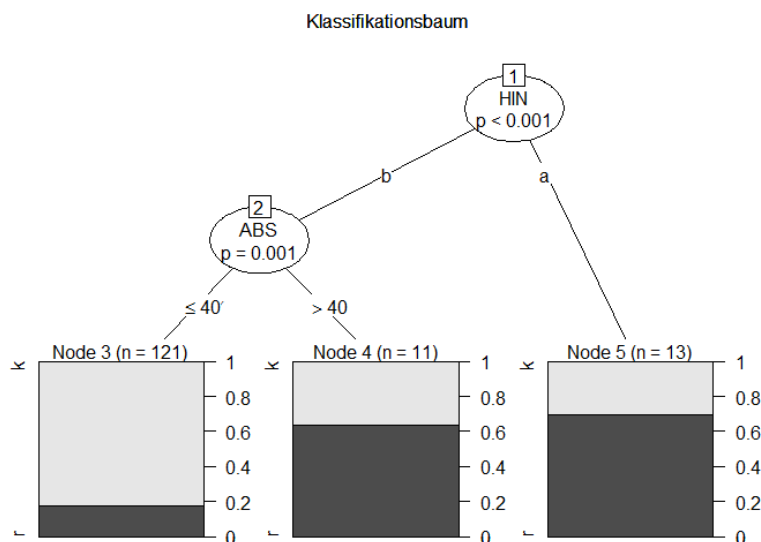 Klassifikationsbaum
1
HIN
p < 0.001
b
a
2
ABS
p = 0.001
≤ 40
> 40
Node 3 (n = 121)
k
r
1
0.8
0.6
0.4
0.2
0
Node 4 (n = 11)
k
r
1
0.8
0.6
0.4
0.2
0
Node 5 (n = 13)
k
r
1
0.8
0.6
0.4
0.2
0